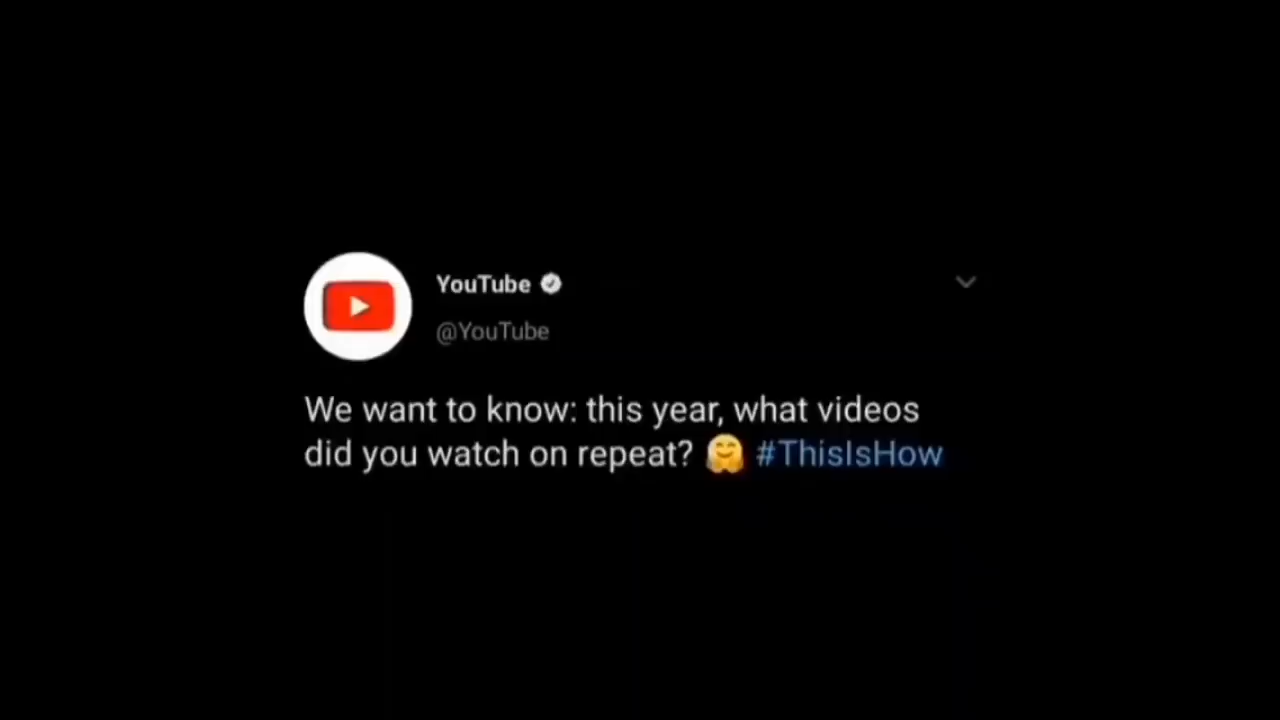 YouTube
@YouTube
We want to know: this year, what videos
did you watch on repeat? 🤗 #ThisIsHow